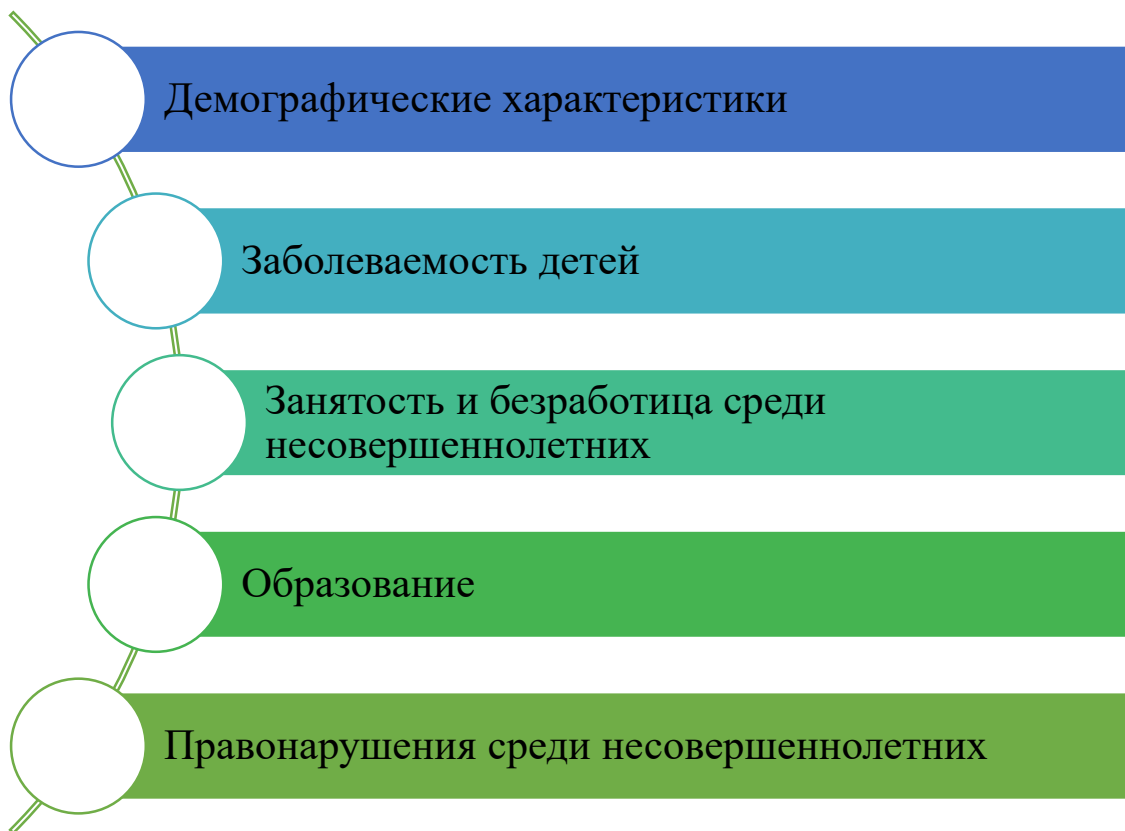 Демографические характеристики
Заболеваемость детей
Занятость и безработица среди
несовершеннолетних
Образование
Правонарушения среди несовершеннолетних